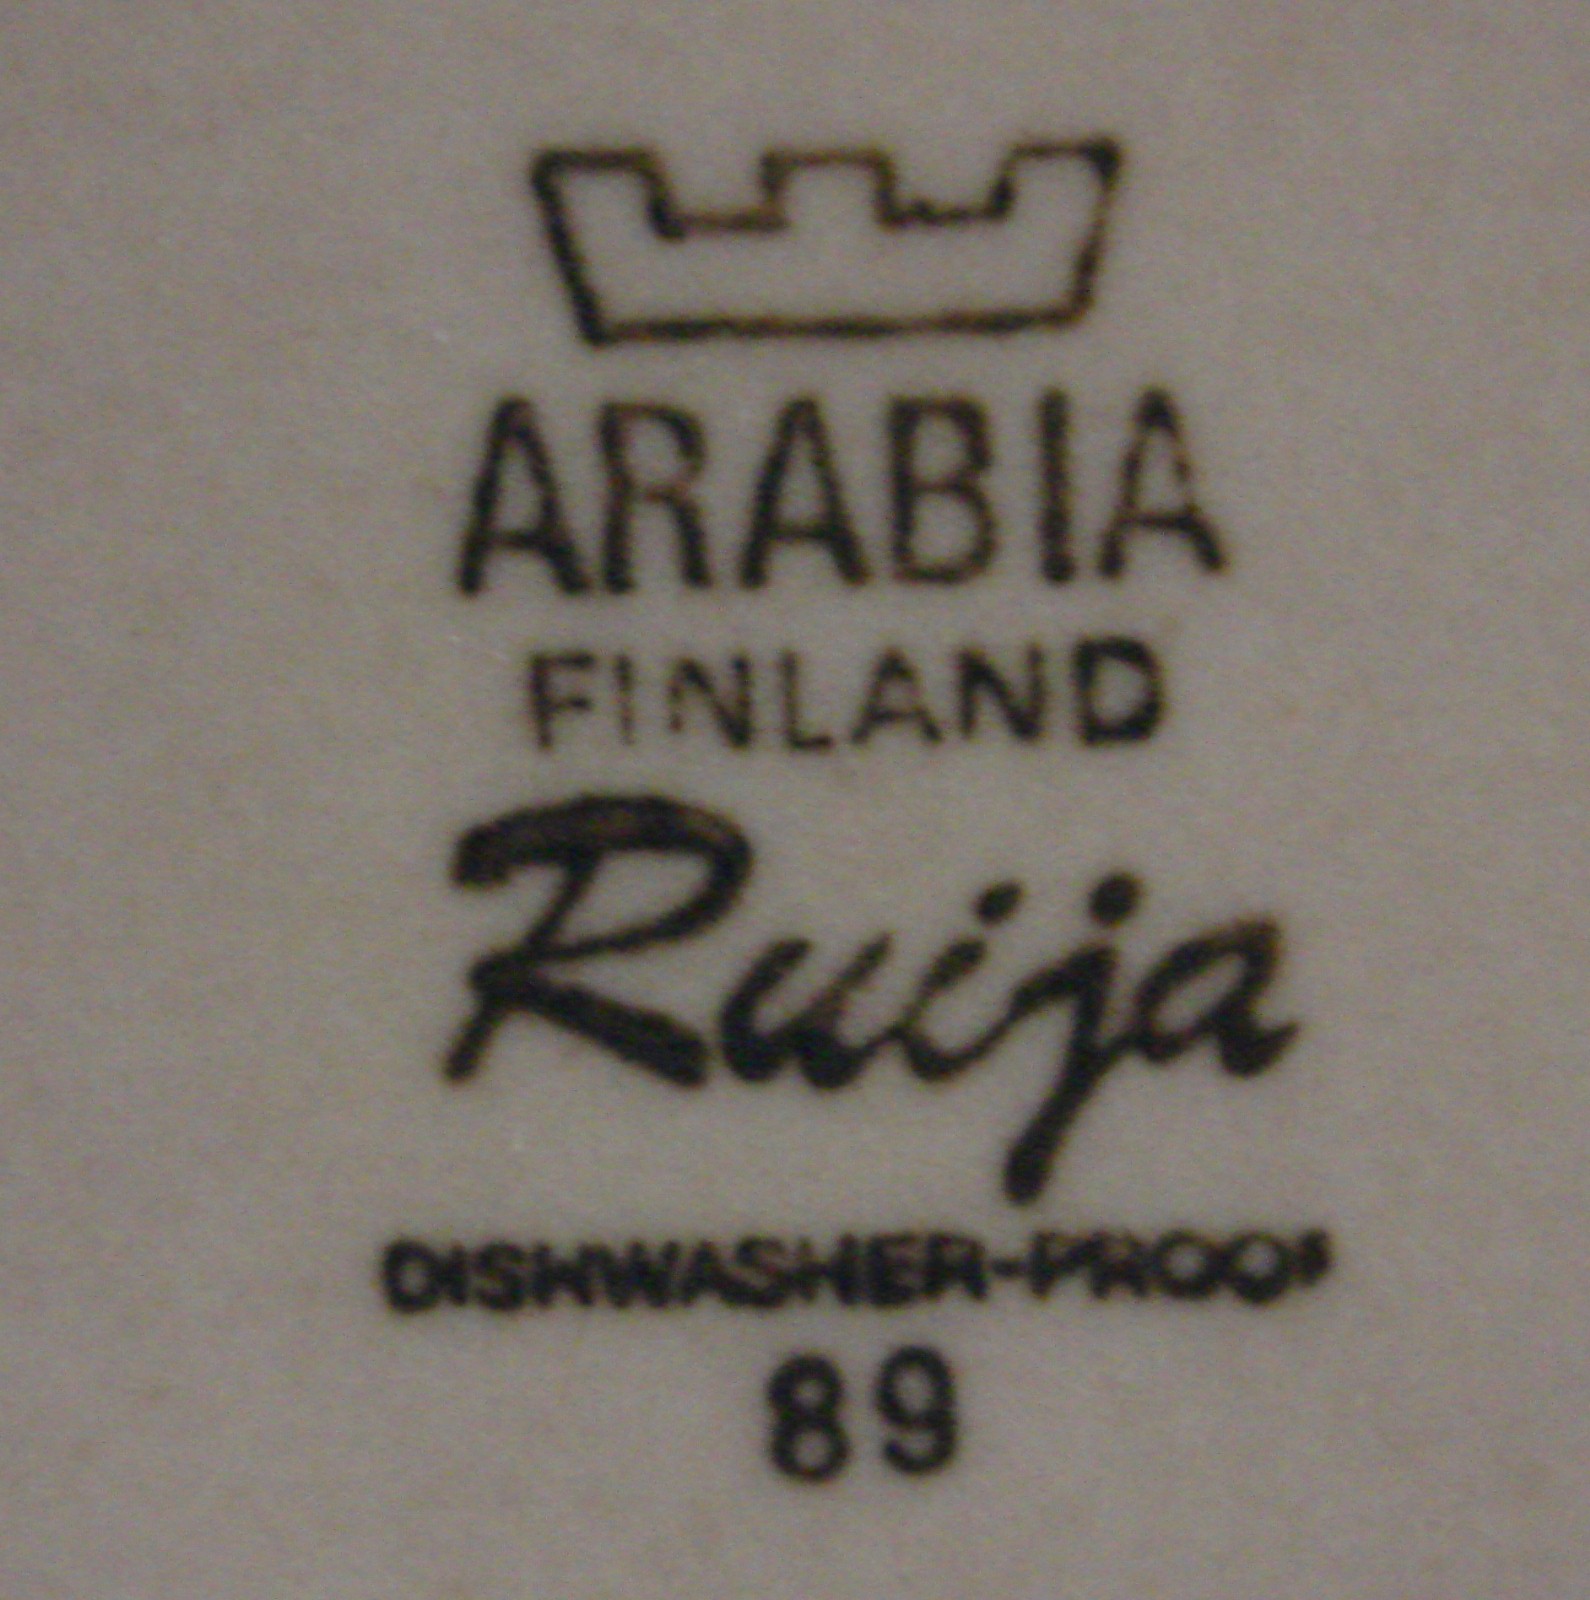 ARABIA
FINLAND
Ruija
DISHWASHER-PROOF
89